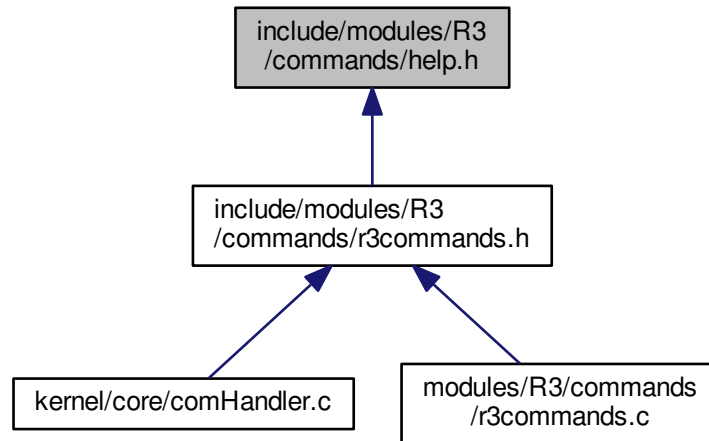 include/modules/R3
/commands/help.h
include/modules/R3
/commands/r3commands.h
kernel/core/comHandler.c
modules/R3/commands
/r3commands.c